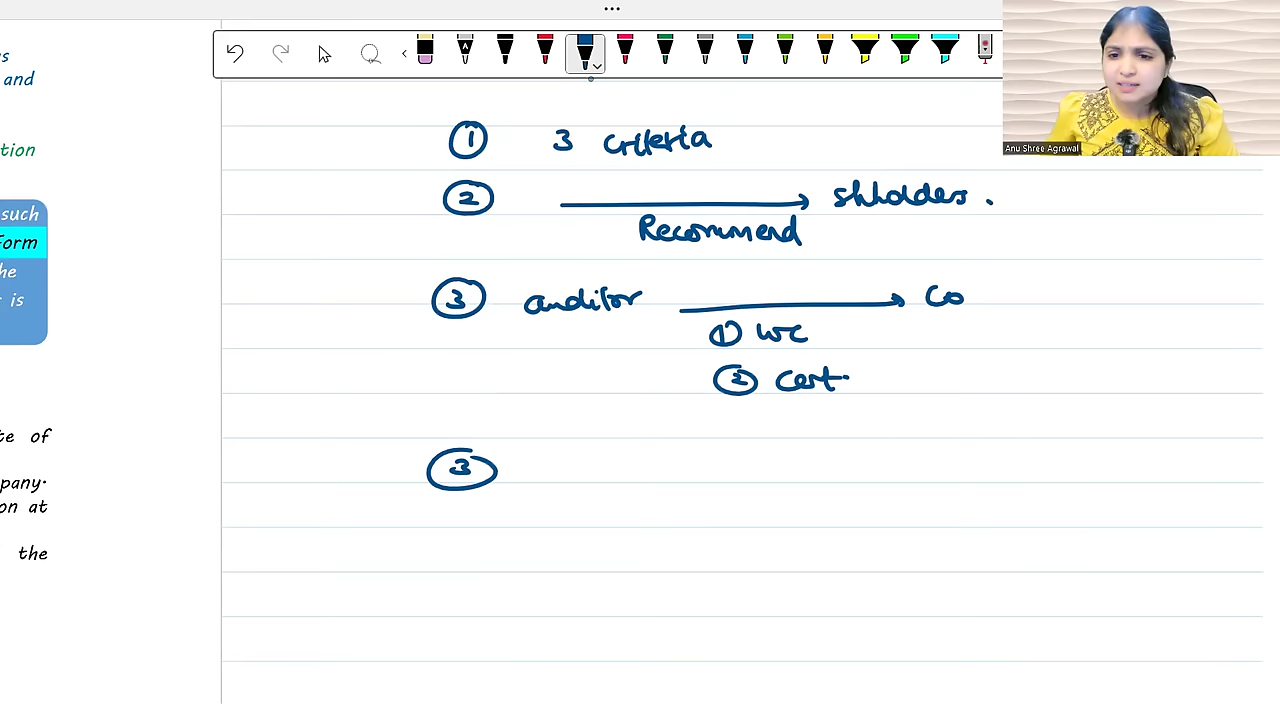 ...
s
and
tion
such
Form
he
is
te of
pany.
on at
the
A
Anu Shree Agrawal
① 3 criteria
② → shholders.
Recommend
③ auditor → Co
① WC
② Cert.
③